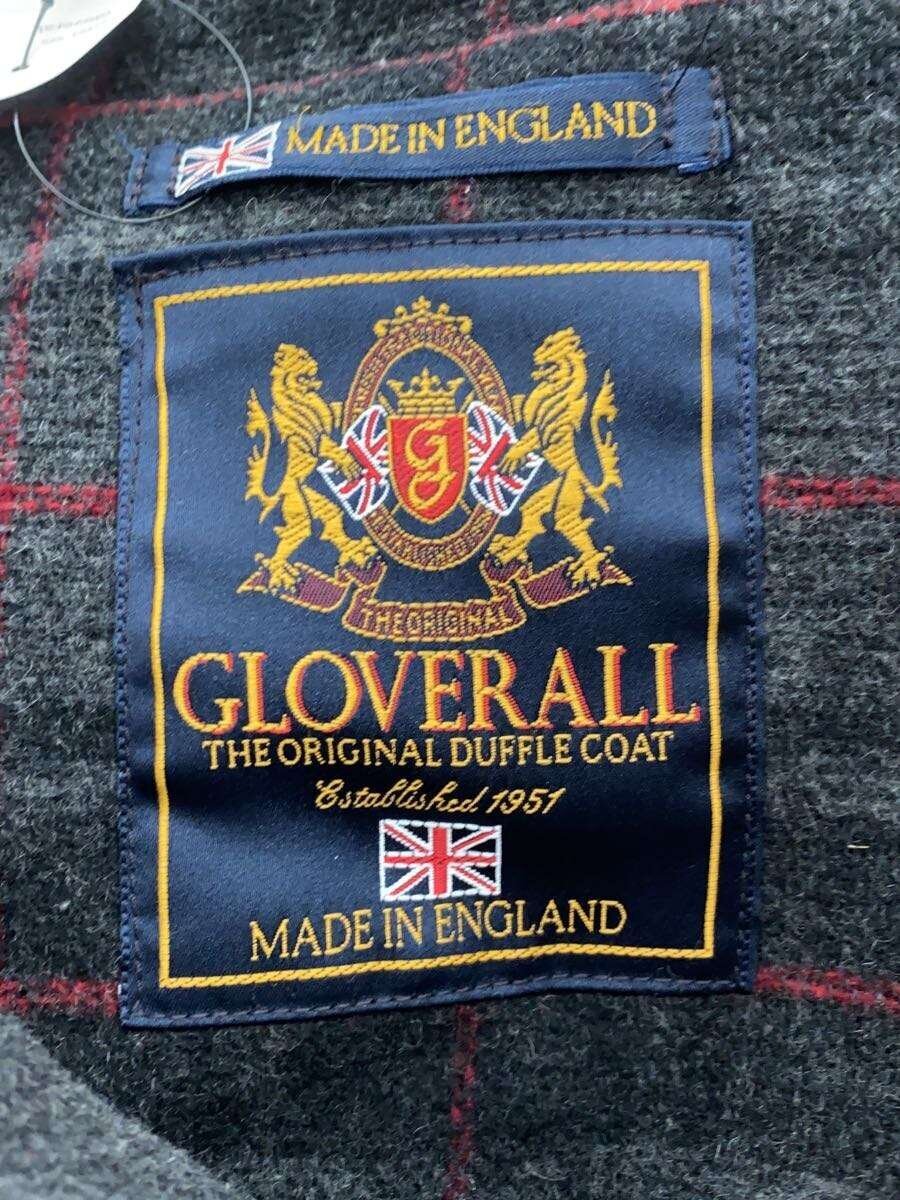 MADE IN ENGLAND
G
THE ORIGINAL
GLOVERALL
THE ORIGINAL DUFFLE COAT
Established 1951
MADE IN ENGLAND